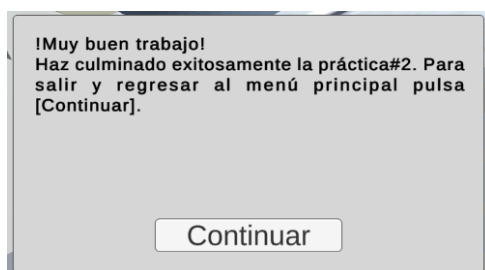 !Muy buen trabajo!
Haz culminado exitosamente la práctica#2. Para
salir y regresar al menú principal pulsa
[Continuar].
Continuar